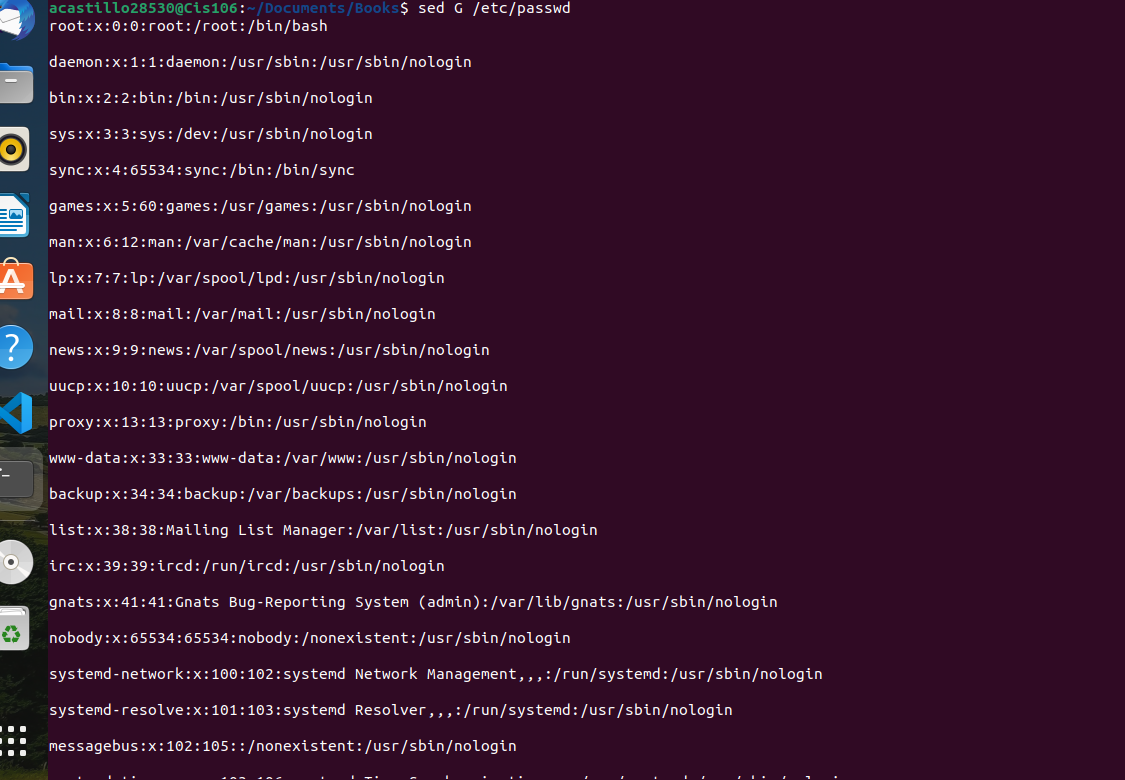 acastillo28530@Cis106:~/Documents/Books$ sed G /etc/passwd
root:x:0:0:root:/root:/bin/bash
daemon:x:1:1:daemon:/usr/sbin:/usr/sbin/nologin
bin:x:2:2:bin:/bin:/usr/sbin/nologin
sys:x:3:3:sys:/dev:/usr/sbin/nologin
sync:x:4:65534:sync:/bin:/bin/sync
games:x:5:60:games:/usr/games:/usr/sbin/nologin
man:x:6:12:man:/var/cache/man:/usr/sbin/nologin
lp:x:7:7:lp:/var/spool/lpd:/usr/sbin/nologin
mail:x:8:8:mail:/var/mail:/usr/sbin/nologin
news:x:9:9:news:/var/spool/news:/usr/sbin/nologin
uucp:x:10:10:uucp:/var/spool/uucp:/usr/sbin/nologin
proxy:x:13:13:proxy:/bin:/usr/sbin/nologin
www-data:x:33:33:www-data:/var/www:/usr/sbin/nologin
backup:x:34:34:backup:/var/backups:/usr/sbin/nologin
list:x:38:38:Mailing List Manager:/var/list:/usr/sbin/nologin
irc:x:39:39:ircd:/run/ircd:/usr/sbin/nologin
gnats:x:41:41:Gnats Bug-Reporting System (admin):/var/lib/gnats:/usr/sbin/nologin
nobody:x:65534:65534:nobody:/nonexistent:/usr/sbin/nologin
systemd-network:x:100:102:systemd Network Management,,,:/run/systemd:/usr/sbin/nologin
systemd-resolve:x:101:103:systemd Resolver,,,:/run/systemd:/usr/sbin/nologin
messagebus:x:102:105::/nonexistent:/usr/sbin/nologin